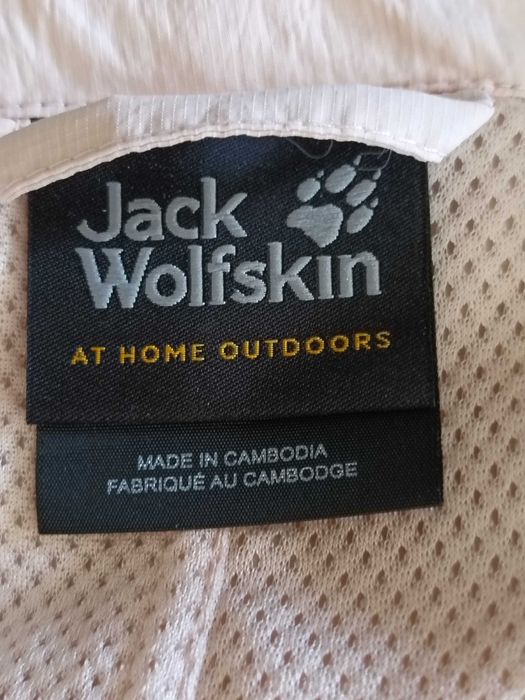 Jack
Wolfskin
AT HOME OUTDOORS
MADE IN CAMBODIA
FABRIQUÉ AU CAMBODGE